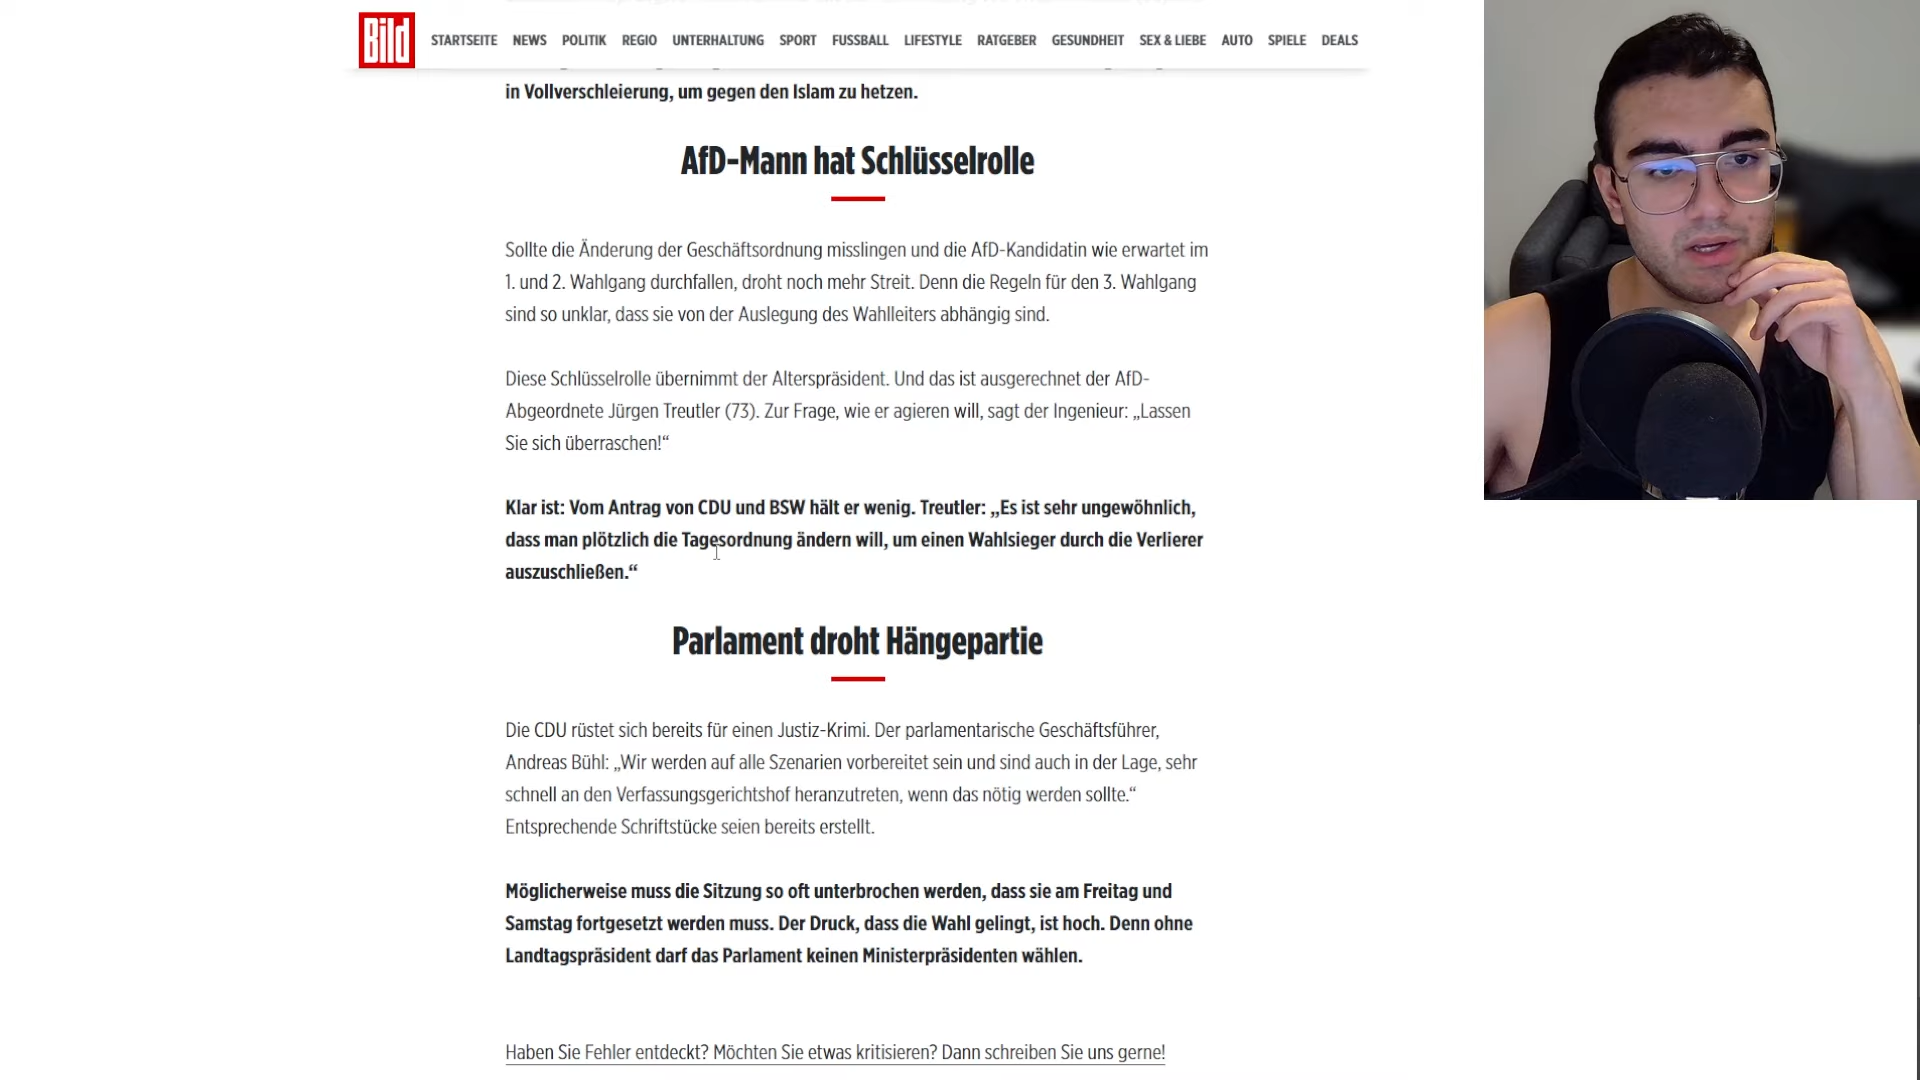 Bild
STARTSEITE NEWS POLITIK REGIO UNTERHALTUNG SPORT FUSSBALL LIFESTYLE RATGEBER GESUNDHEIT SEX & LIEBE AUTO SPIELE DEALS
in Vollverschleierung, um gegen den Islam zu hetzen.
AfD-Mann hat Schlüsselrolle
Sollte die Änderung der Geschäftsordnung misslingen und die AfD-Kandidatin wie erwartet im
1. und 2. Wahlgang durchfallen, droht noch mehr Streit. Denn die Regeln für den 3. Wahlgang
sind so unklar, dass sie von der Auslegung des Wahlleiters abhängig sind.
Diese Schlüsselrolle übernimmt der Alterspräsident. Und das ist ausgerechnet der AfD-
Abgeordnete Jürgen Treutler (73). Zur Frage, wie er agieren will, sagt der Ingenieur: „Lassen
Sie sich überraschen!“
Klar ist: Vom Antrag von CDU und BSW hält er wenig. Treutler: „Es ist sehr ungewöhnlich,
dass man plötzlich die Tagesordnung ändern will, um einen Wahlsieger durch die Verlierer
auszuschließen.“
Parlament droht Hängepartie
Die CDU rüstet sich bereits für einen Justiz-Krimi. Der parlamentarische Geschäftsführer,
Andreas Bühl: „Wir werden auf alle Szenarien vorbereitet sein und sind auch in der Lage, sehr
schnell an den Verfassungsgerichtshof heranzutreten, wenn das nötig werden sollte.“
Entsprechende Schriftstücke seien bereits erstellt.
Möglicherweise muss die Sitzung so oft unterbrochen werden, dass sie am Freitag und
Samstag fortgesetzt werden muss. Der Druck, dass die Wahl gelingt, ist hoch. Denn ohne
Landtagspräsident darf das Parlament keinen Ministerpräsidenten wählen.
Haben Sie Fehler entdeckt? Möchten Sie etwas kritisieren? Dann schreiben Sie uns gerne!